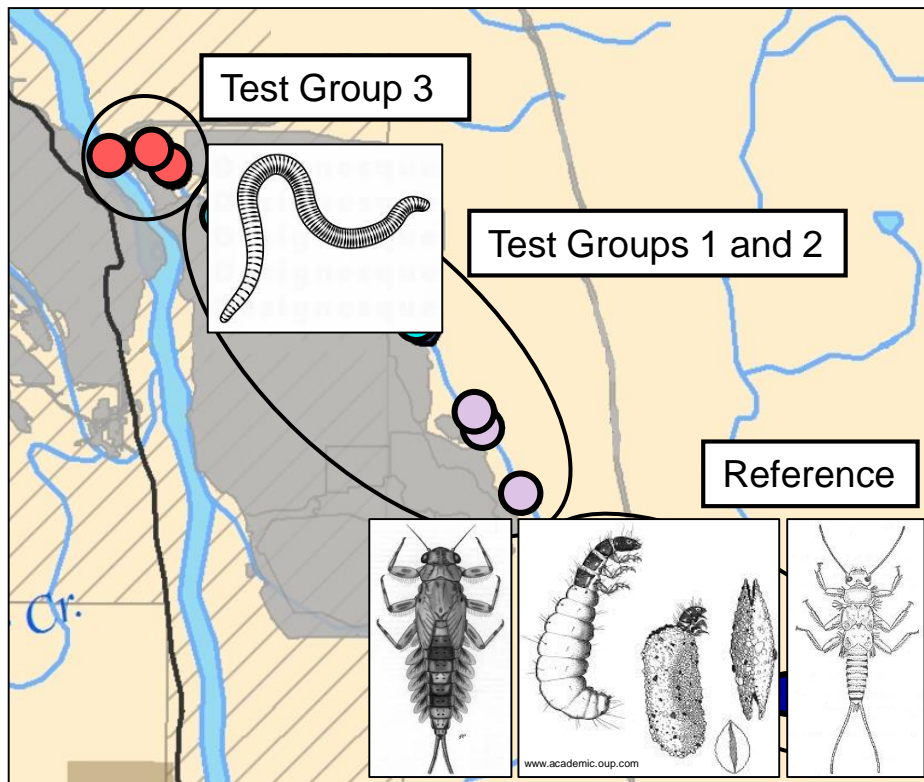 Test Group 3
Test Groups 1 and 2
Reference
Cr.
www.academic.oup.com